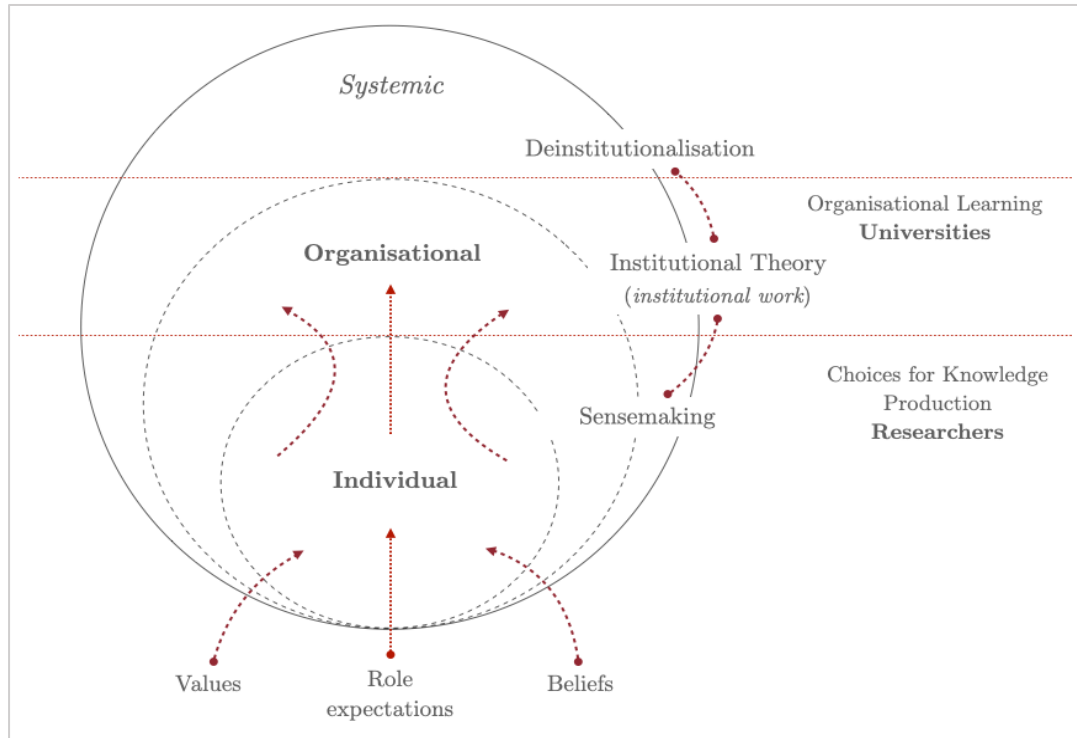 Systemic
Deinstitutionalisation
Organisational Learning
Universities
Organisational
Institutional Theory
(institutional work)
Choices for Knowledge
Production
Researchers
Sensemaking
Individual
Values
Role
expectations
Beliefs